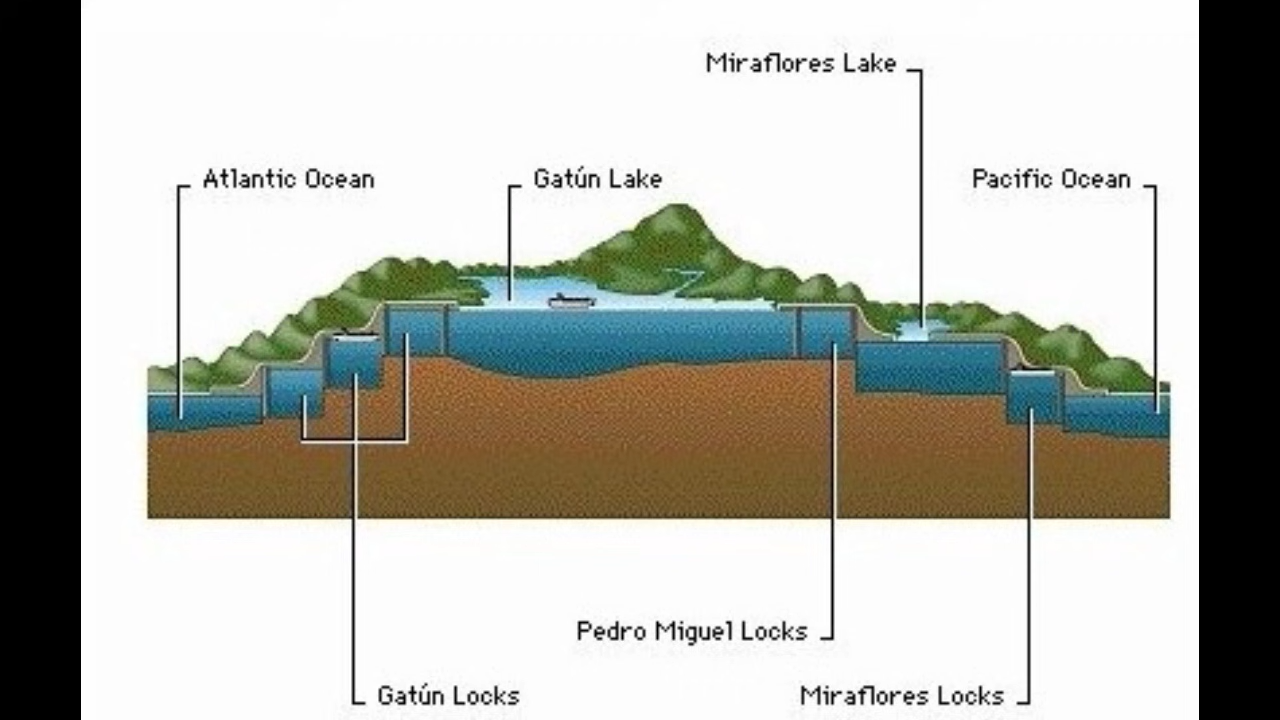 Miraflores Lake
Atlantic Ocean
Gatún Lake
Pacific Ocean
Pedro Miguel Locks
Gatún Locks
Miraflores Locks